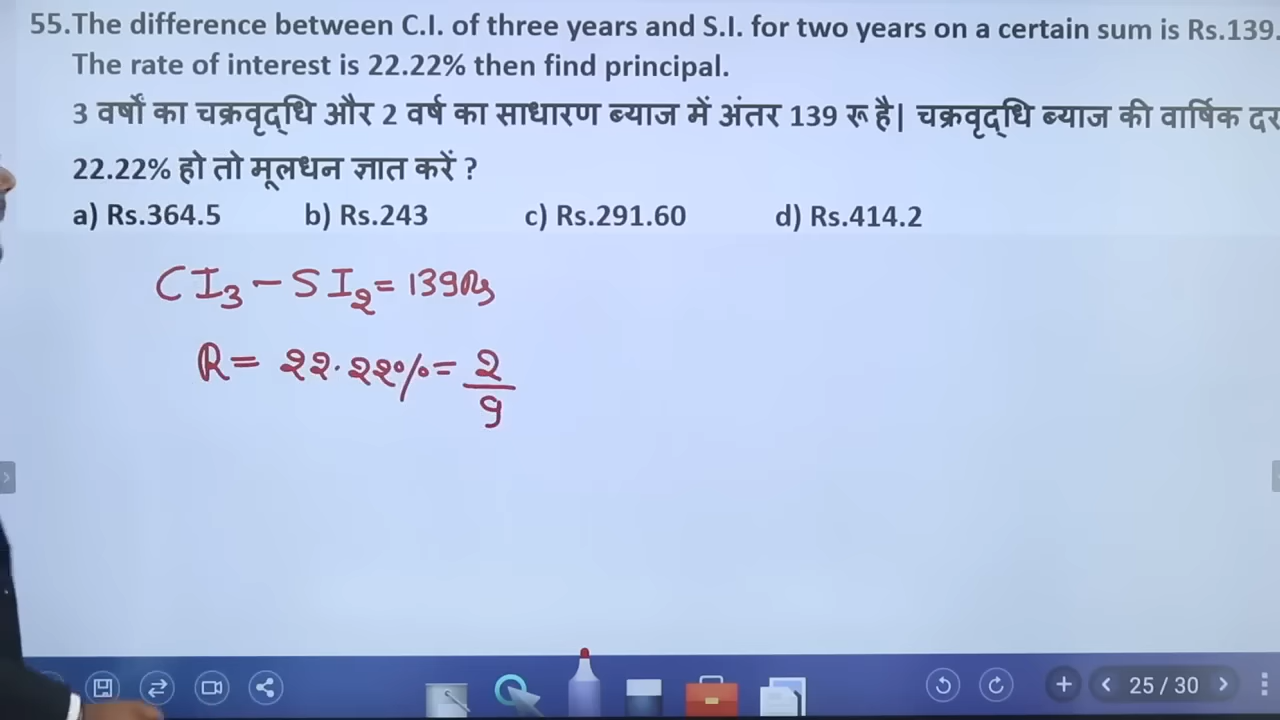 55.The difference between C.I. of three years and S.I. for two years on a certain sum is Rs.139.
The rate of interest is 22.22% then find principal.
3 वर्षों का चक्रवृद्धि और 2 वर्ष का साधारण ब्याज में अंतर 139 रू है| चक्रवृद्धि ब्याज की वार्षिक दर
22.22% हो तो मूलधन ज्ञात करें ?
a) Rs.364.5 b) Rs.243 c) Rs.291.60 d) Rs.414.2
CI3 - SI2 = 139Rs
R = 22.22% = 2/9
25 / 30